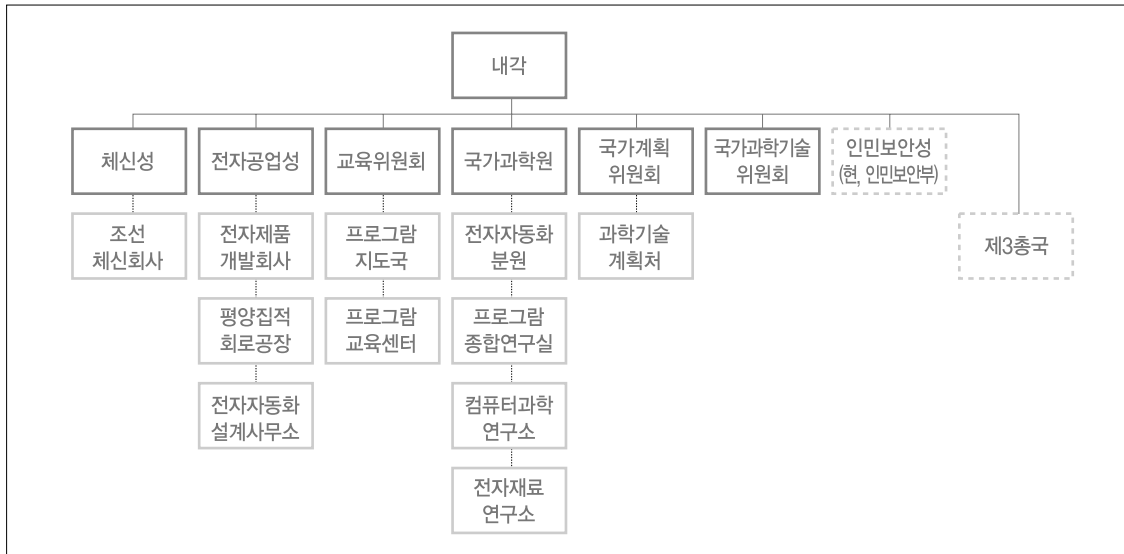 내각
체신성
전자공업성
교육위원회
국가과학원
국가계획
위원회
국가과학기술
위원회
인민보안성
(현, 인민보안부)
조선
체신회사
전자제품
개발회사
프로그람
지도국
전자자동화
분원
과학기술
계획처
제3총국
평양집적
회로공장
프로그람
교육센터
프로그람
종합연구실
전자자동화
설계사무소
컴퓨터과학
연구소
전자재료
연구소